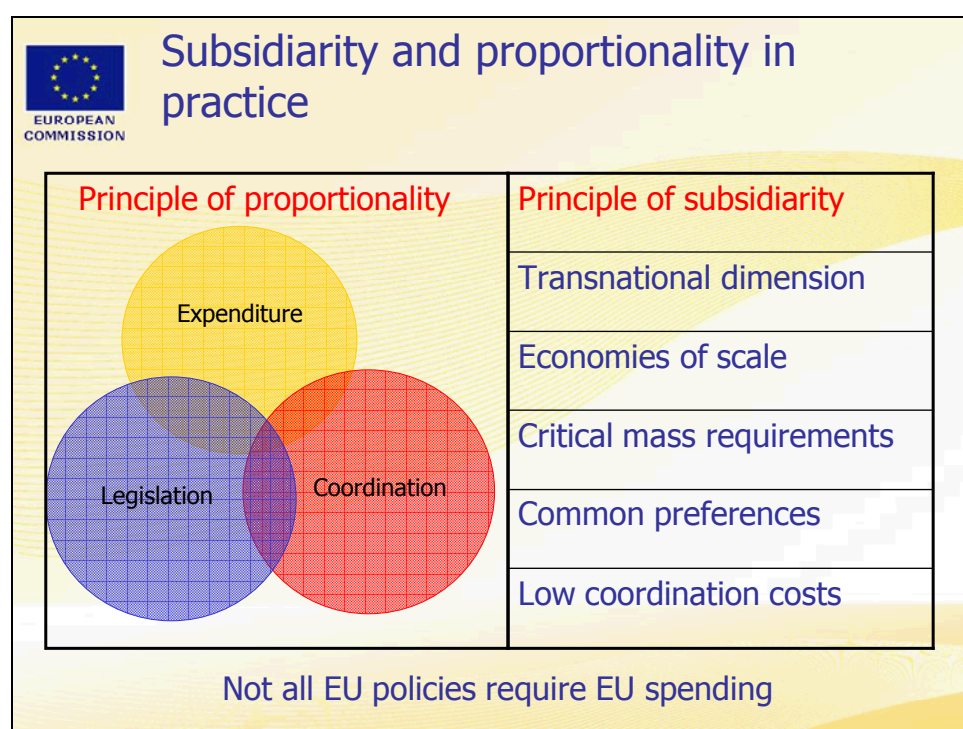 EUROPEAN
COMMISSION
Subsidiarity and proportionality in
practice
Principle of proportionality
Expenditure
Legislation
Coordination
Principle of subsidiarity
Transnational dimension
Economies of scale
Critical mass requirements
Common preferences
Low coordination costs
Not all EU policies require EU spending